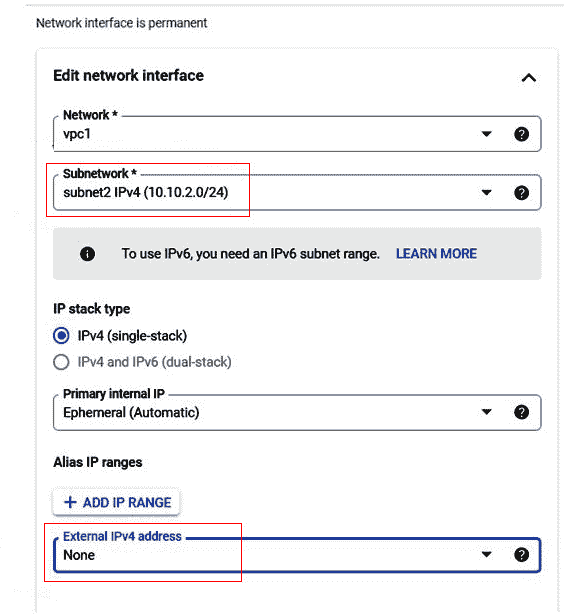 Network interface is permanent
Edit network interface
Network *
vpc1
Subnetwork *
subnet2 IPv4 (10.10.2.0/24)
To use IPv6, you need an IPv6 subnet range. LEARN MORE
IP stack type
IPv4 (single-stack)
IPv4 and IPv6 (dual-stack)
Primary internal IP
Ephemeral (Automatic)
Alias IP ranges
+ ADD IP RANGE
External IPv4 address
None